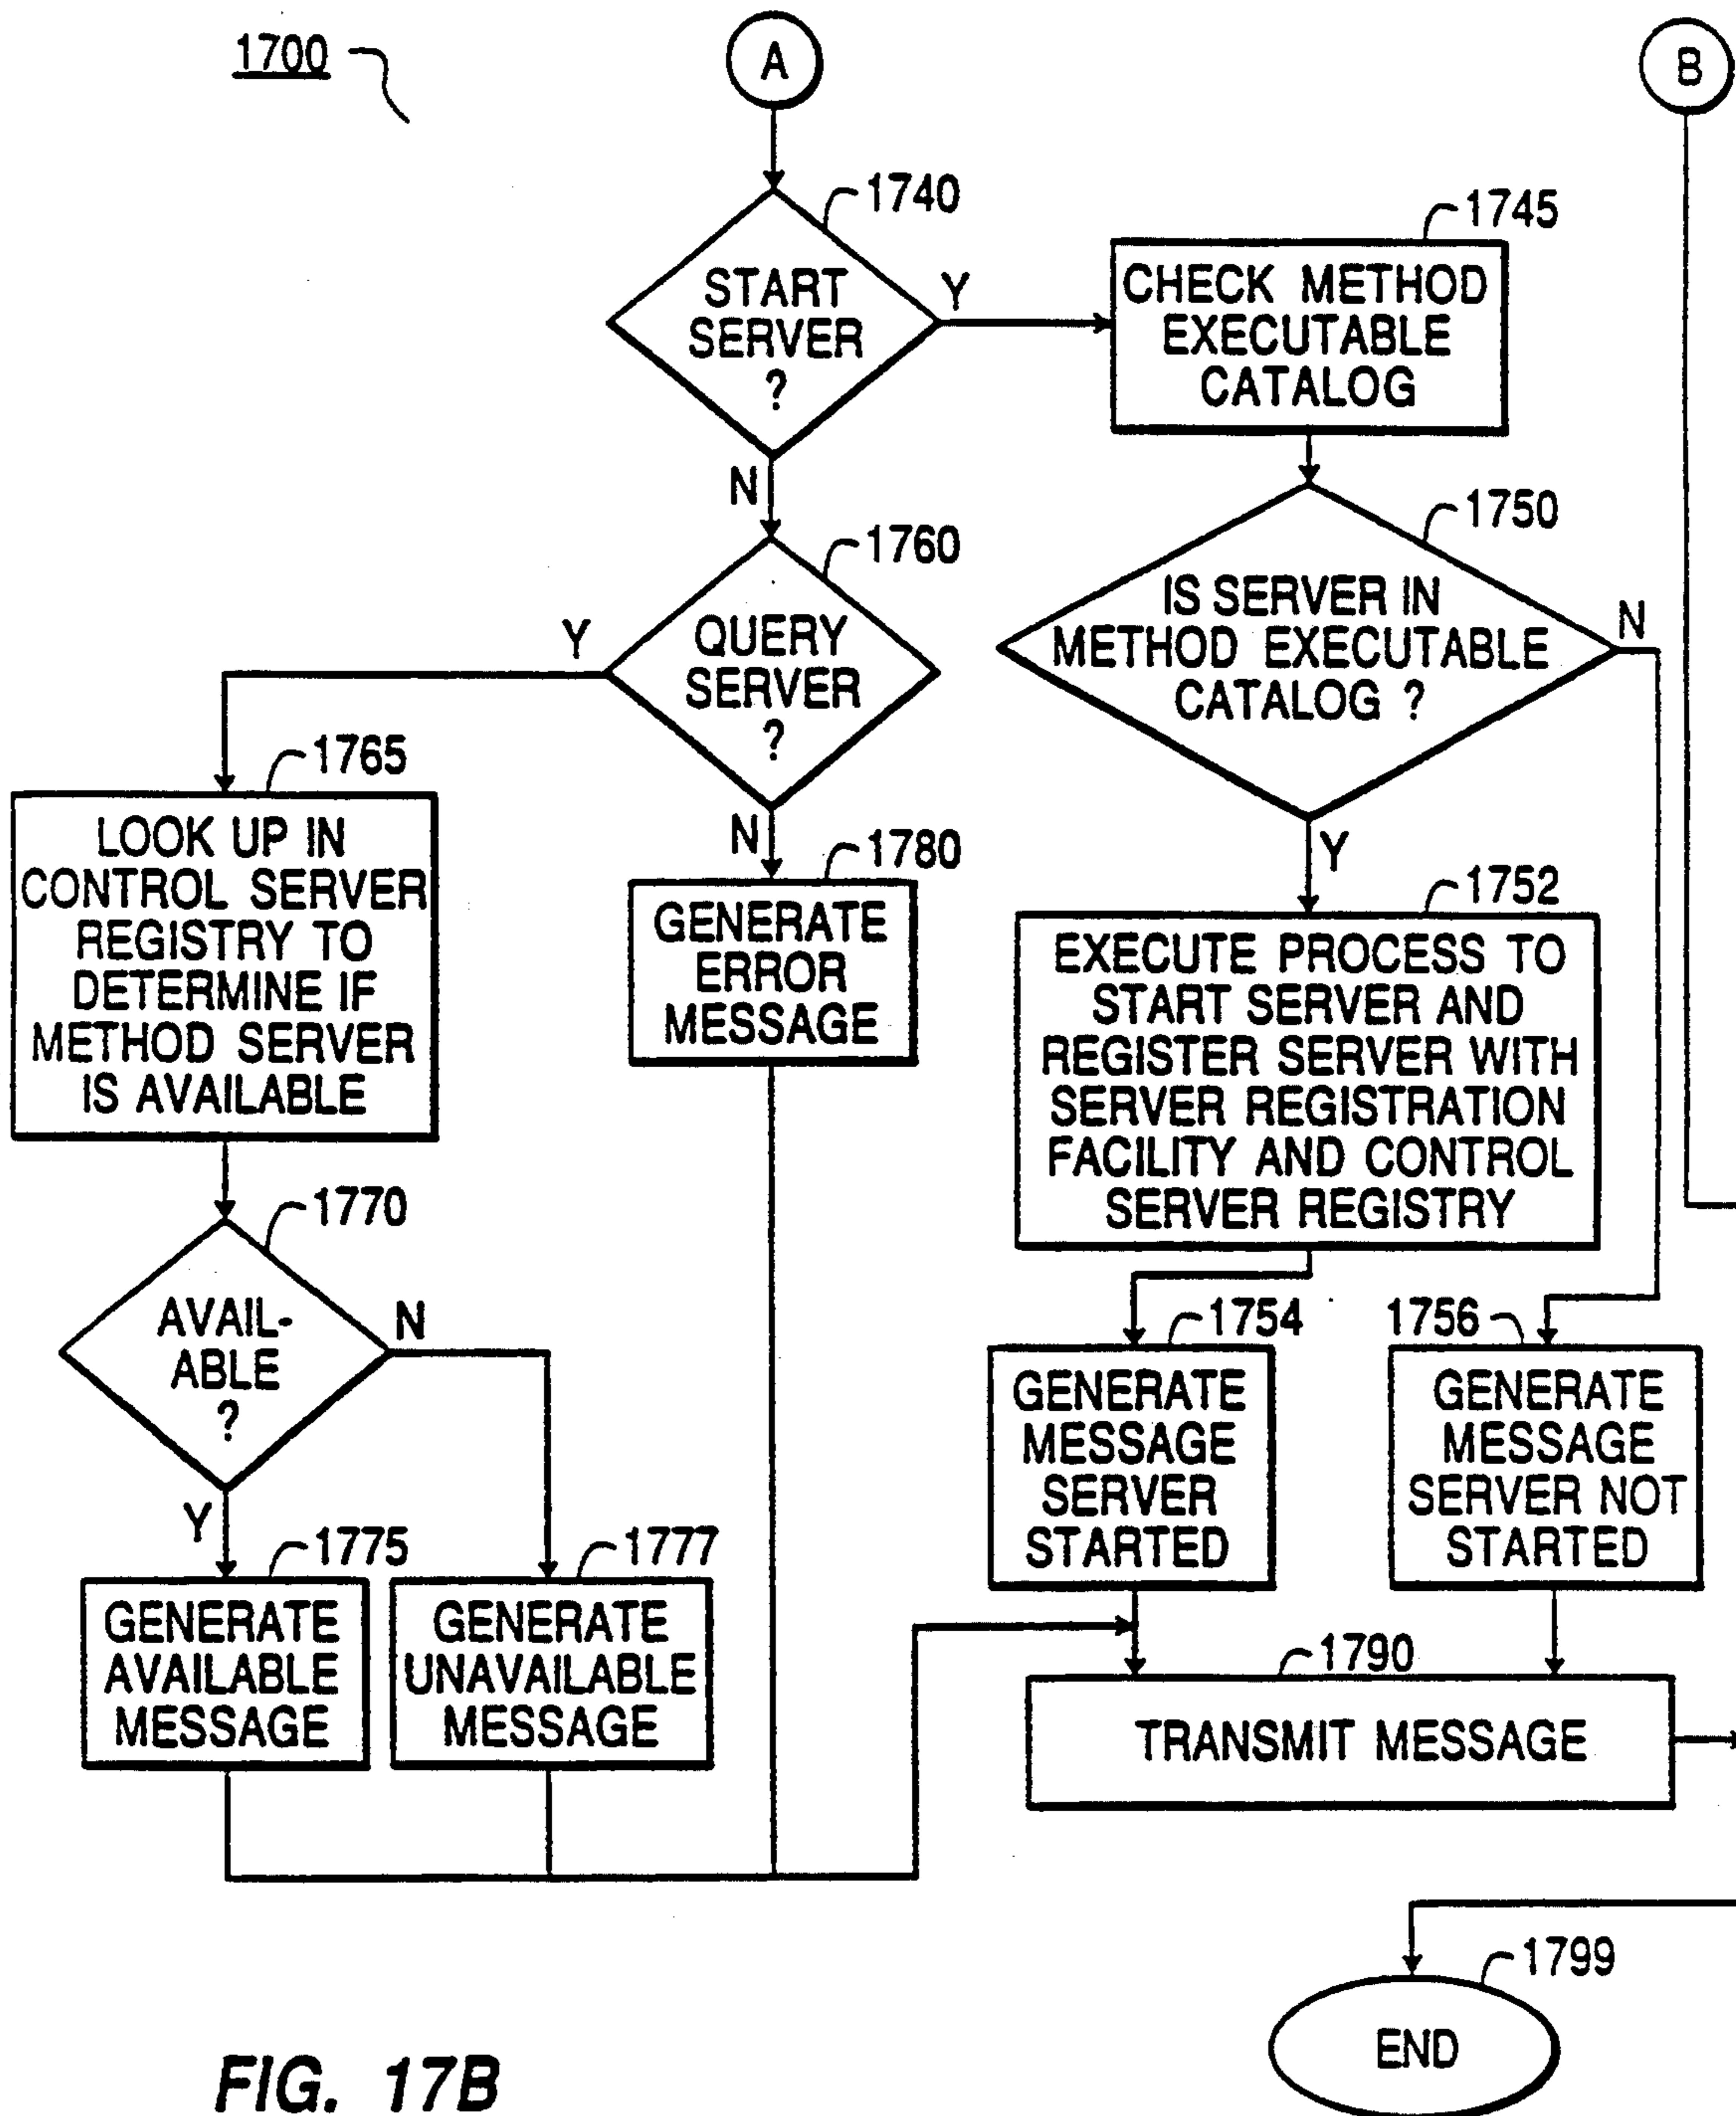 1700
A
B
1740
START
SERVER
?
Y
N
1745
CHECK METHOD
EXECUTABLE
CATALOG
1750
IS SERVER IN
METHOD EXECUTABLE
CATALOG ?
N
Y
1760
QUERY
SERVER
?
Y
N
1765
LOOK UP IN
CONTROL SERVER
REGISTRY TO
DETERMINE IF
METHOD SERVER
IS AVAILABLE
1780
GENERATE
ERROR
MESSAGE
1752
EXECUTE PROCESS TO
START SERVER AND
REGISTER SERVER WITH
SERVER REGISTRATION
FACILITY AND CONTROL
SERVER REGISTRY
1770
AVAIL-
ABLE
?
N
Y
1754
GENERATE
MESSAGE
SERVER
STARTED
1756
GENERATE
MESSAGE
SERVER NOT
STARTED
1775
GENERATE
AVAILABLE
MESSAGE
1777
GENERATE
UNAVAILABLE
MESSAGE
1790
TRANSMIT MESSAGE
1799
END
FIG. 17B